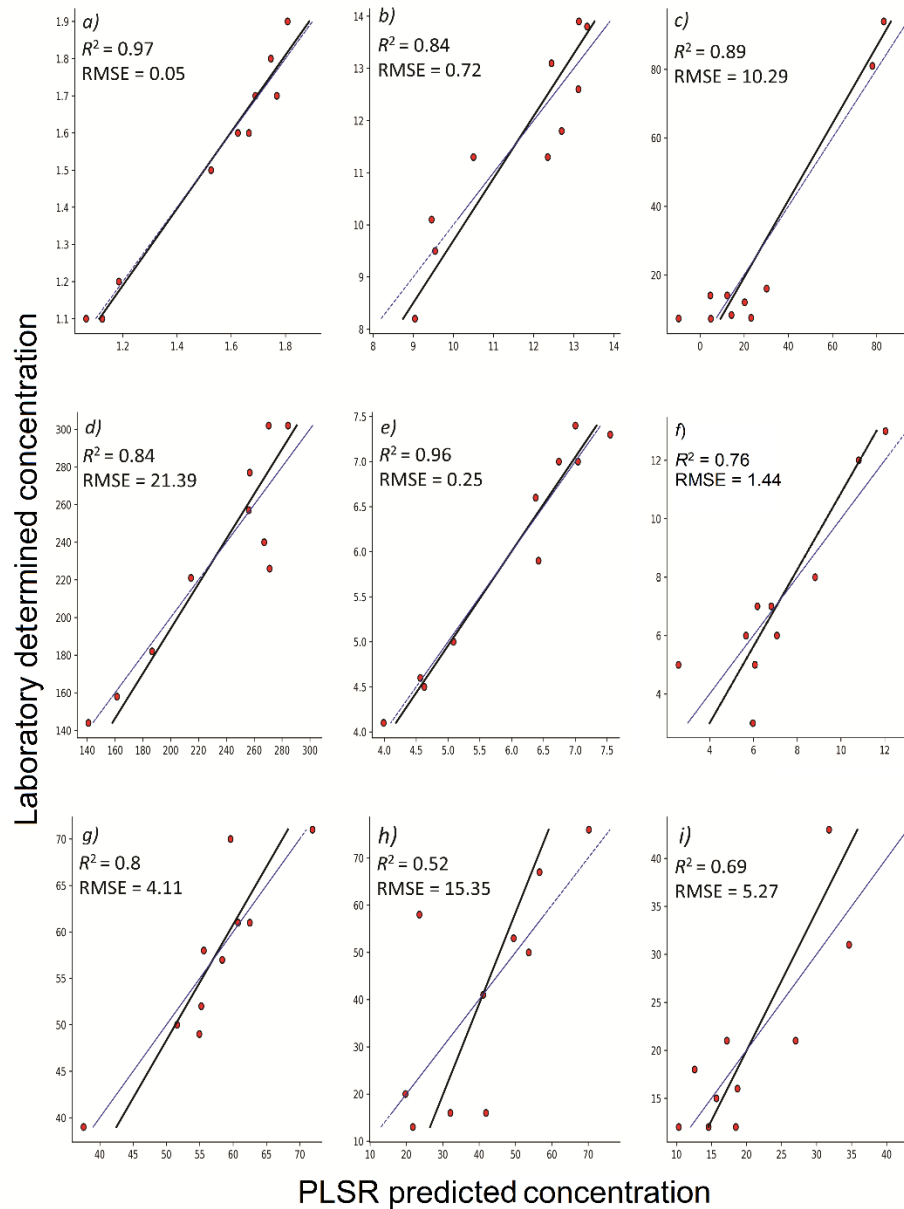 a)
R² = 0.97
RMSE = 0.05
1.9
1.8
1.7
1.6
1.5
1.4
1.3
1.2
1.1
1.2 1.4 1.6 1.8
b)
R² = 0.84
RMSE = 0.72
14
13
12
11
10
9
8
8 9 10 11 12 13 14
c)
R² = 0.89
RMSE = 10.29
80
60
40
20
0 20 40 60 80
Laboratory determined concentration
d)
R² = 0.84
RMSE = 21.39
300
280
260
240
220
200
180
160
140
140 160 180 200 220 240 260 280 300
e)
R² = 0.96
RMSE = 0.25
7.5
7.0
6.5
6.0
5.5
5.0
4.5
4.0
4.0 4.5 5.0 5.5 6.0 6.5 7.0 7.5
f)
R² = 0.76
RMSE = 1.44
12
10
8
6
4
4 6 8 10 12
g)
R² = 0.8
RMSE = 4.11
70
65
60
55
50
45
40
40 45 50 55 60 65 70
h)
R² = 0.52
RMSE = 15.35
70
60
50
40
30
20
10
10 20 30 40 50 60 70
i)
R² = 0.69
RMSE = 5.27
40
35
30
25
20
15
10 15 20 25 30 35 40
PLSR predicted concentration